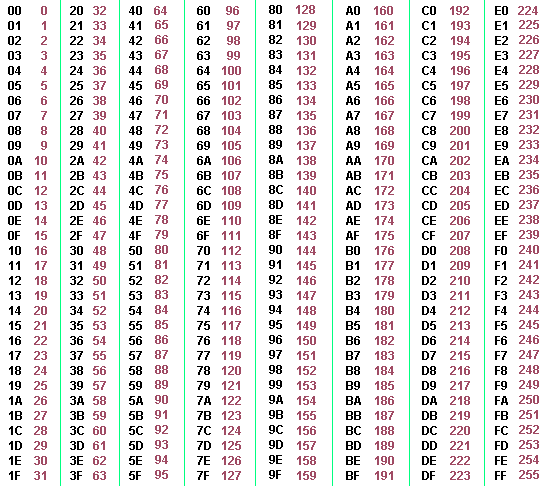 00 0 20 32 40 64 60 96 80 128 A0 160 C0 192 E0 224
01 1 21 33 41 65 61 97 81 129 A1 161 C1 193 E1 225
02 2 22 34 42 66 62 98 82 130 A2 162 C2 194 E2 226
03 3 23 35 43 67 63 99 83 131 A3 163 C3 195 E3 227
04 4 24 36 44 68 64 100 84 132 A4 164 C4 196 E4 228
05 5 25 37 45 69 65 101 85 133 A5 165 C5 197 E5 229
06 6 26 38 46 70 66 102 86 134 A6 166 C6 198 E6 230
07 7 27 39 47 71 67 103 87 135 A7 167 C7 199 E7 231
08 8 28 40 48 72 68 104 88 136 A8 168 C8 200 E8 232
09 9 29 41 49 73 69 105 89 137 A9 169 C9 201 E9 233
0A 10 2A 42 4A 74 6A 106 8A 138 AA 170 CA 202 EA 234
0B 11 2B 43 4B 75 6B 107 8B 139 AB 171 CB 203 EB 235
0C 12 2C 44 4C 76 6C 108 8C 140 AC 172 CC 204 EC 236
0D 13 2D 45 4D 77 6D 109 8D 141 AD 173 CD 205 ED 237
0E 14 2E 46 4E 78 6E 110 8E 142 AE 174 CE 206 EE 238
0F 15 2F 47 4F 79 6F 111 8F 143 AF 175 CF 207 EF 239
10 16 30 48 50 80 70 112 90 144 B0 176 D0 208 F0 240
11 17 31 49 51 81 71 113 91 145 B1 177 D1 209 F1 241
12 18 32 50 52 82 72 114 92 146 B2 178 D2 210 F2 242
13 19 33 51 53 83 73 115 93 147 B3 179 D3 211 F3 243
14 20 34 52 54 84 74 116 94 148 B4 180 D4 212 F4 244
15 21 35 53 55 85 75 117 95 149 B5 181 D5 213 F5 245
16 22 36 54 56 86 76 118 96 150 B6 182 D6 214 F6 246
17 23 37 55 57 87 77 119 97 151 B7 183 D7 215 F7 247
18 24 38 56 58 88 78 120 98 152 B8 184 D8 216 F8 248
19 25 39 57 59 89 79 121 99 153 B9 185 D9 217 F9 249
1A 26 3A 58 5A 90 7A 122 9A 154 BA 186 DA 218 FA 250
1B 27 3B 59 5B 91 7B 123 9B 155 BB 187 DB 219 FB 251
1C 28 3C 60 5C 92 7C 124 9C 156 BC 188 DC 220 FC 252
1D 29 3D 61 5D 93 7D 125 9D 157 BD 189 DD 221 FD 253
1E 30 3E 62 5E 94 7E 126 9E 158 BE 190 DE 222 FE 254
1F 31 3F 63 5F 95 7F 127 9F 159 BF 191 DF 223 FF 255